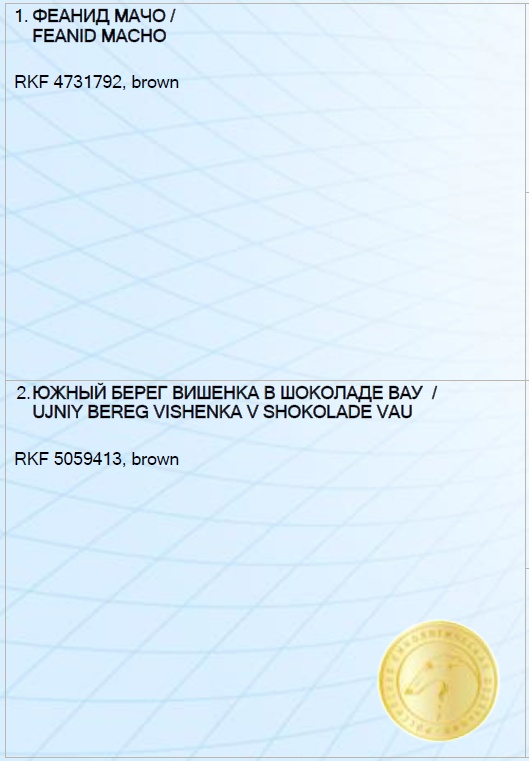 1. ФЕАНИД МАЧО /
FEANID MACHO
RKF 4731792, brown
2. ЮЖНЫЙ БЕРЕГ ВИШЕНКА В ШОКОЛАДЕ ВАУ /
UJNIY BEREG VISHENKA V SHOKOLADE VAU
RKF 5059413, brown